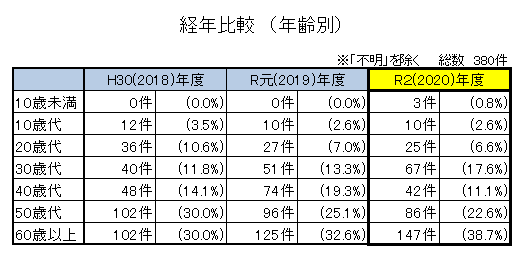 経年比較 （年齢別）
※「不明」を除く　総数　380件
H30(2018)年度 R元(2019)年度 R2(2020)年度
10歳未満 0件 (0.0%) 0件 (0.0%) 3件 (0.8%)
10歳代 12件 (3.5%) 10件 (2.6%) 10件 (2.6%)
20歳代 36件 (10.6%) 27件 (7.0%) 25件 (6.6%)
30歳代 40件 (11.8%) 51件 (13.3%) 67件 (17.6%)
40歳代 48件 (14.1%) 74件 (19.3%) 42件 (11.1%)
50歳代 102件 (30.0%) 96件 (25.1%) 86件 (22.6%)
60歳以上 102件 (30.0%) 125件 (32.6%) 147件 (38.7%)